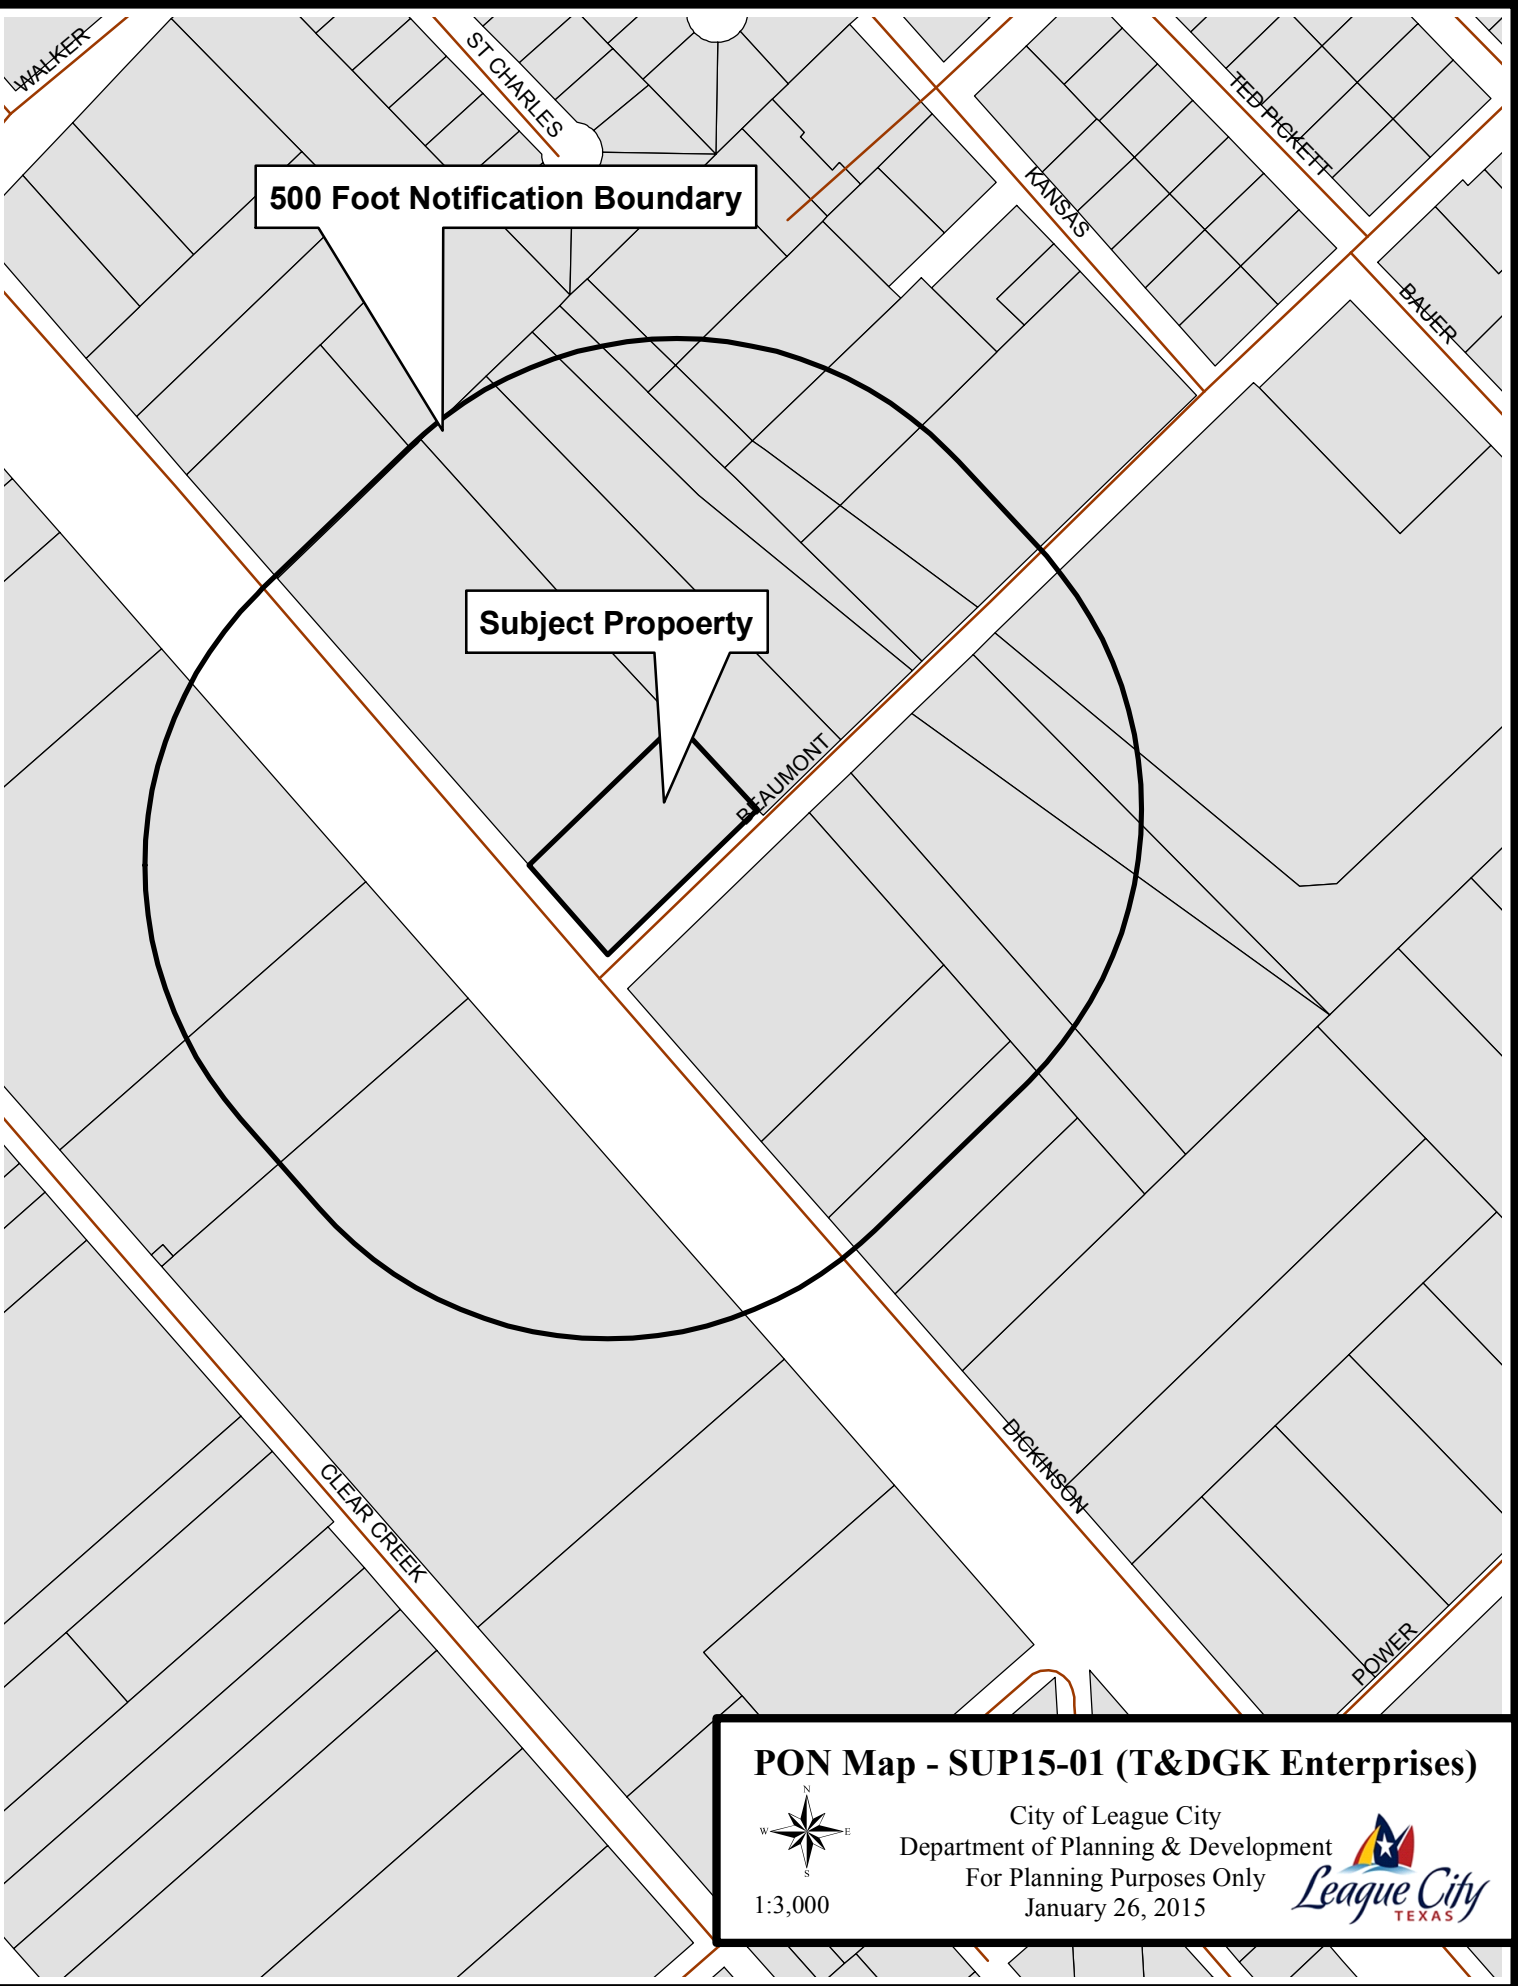 WALKER
ST CHARLES
TED PICKETT
KANSAS
500 Foot Notification Boundary
BAUER
Subject Propoerty
BEAUMONT
DICKINSON
CLEAR CREEK
POWER
PON Map - SUP15-01 (T&DGK Enterprises)
N
W E
S
1:3,000
City of League City
Department of Planning & Development
For Planning Purposes Only
January 26, 2015
League City
TEXAS